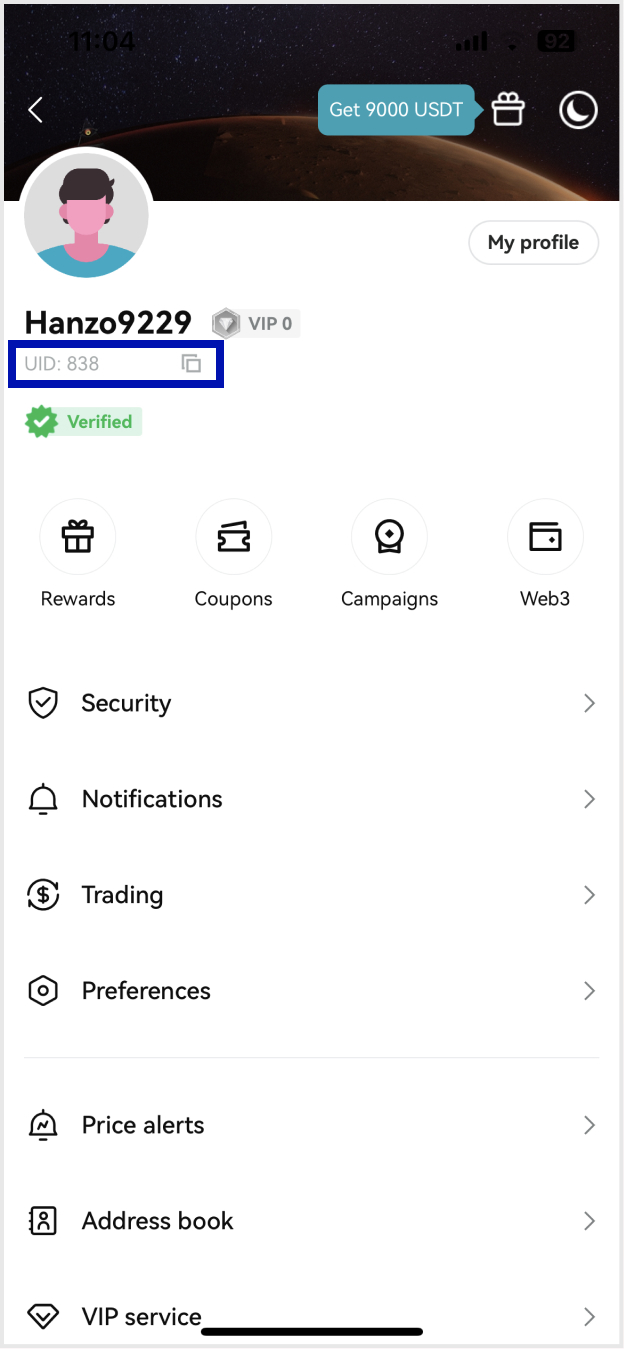 11:04
92
Get 9000 USDT
My profile
Hanzo9229 VIP 0
UID: 838
Verified
Rewards Coupons Campaigns Web3
Security
Notifications
Trading
Preferences
Price alerts
Address book
VIP service